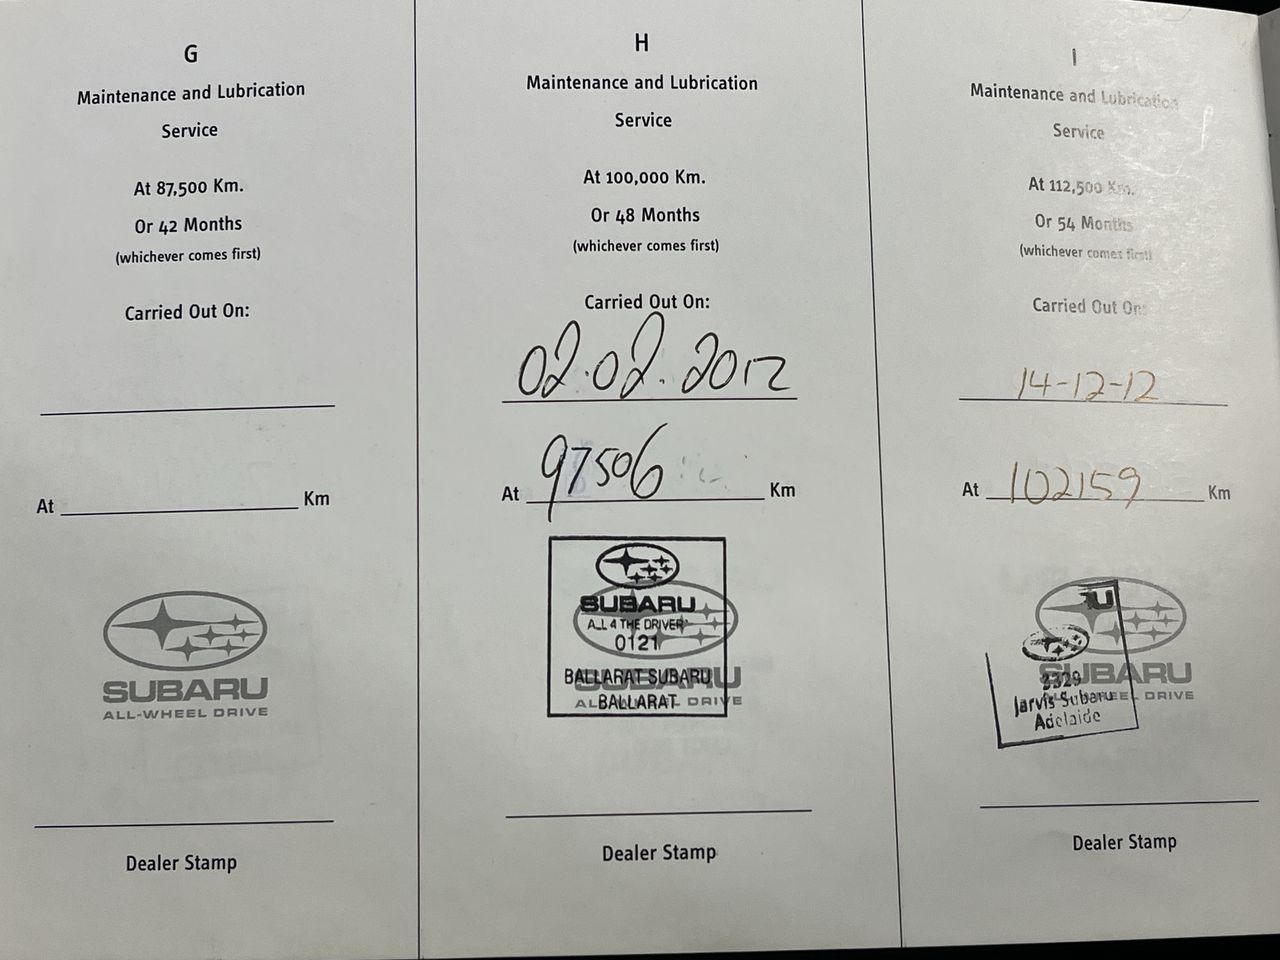 G
Maintenance and Lubrication
Service
At 87,500 Km.
Or 42 Months
(whichever comes first)
Carried Out On:
At Km
SUBARU
ALL-WHEEL DRIVE
Dealer Stamp
H
Maintenance and Lubrication
Service
At 100,000 Km.
Or 48 Months
(whichever comes first)
Carried Out On:
02.02.2012
At 97506 Km
SUBARU
ALL 4 THE DRIVER
0121
BALLARAT SUBARU
BALLARAT
Dealer Stamp
I
Maintenance and Lubrication
Service
At 112,500 Km.
Or 54 Months
(whichever comes first)
Carried Out On:
14-12-12
At 102159 Km
SUBARU
Jarvis Subaru
Adelaide
Dealer Stamp